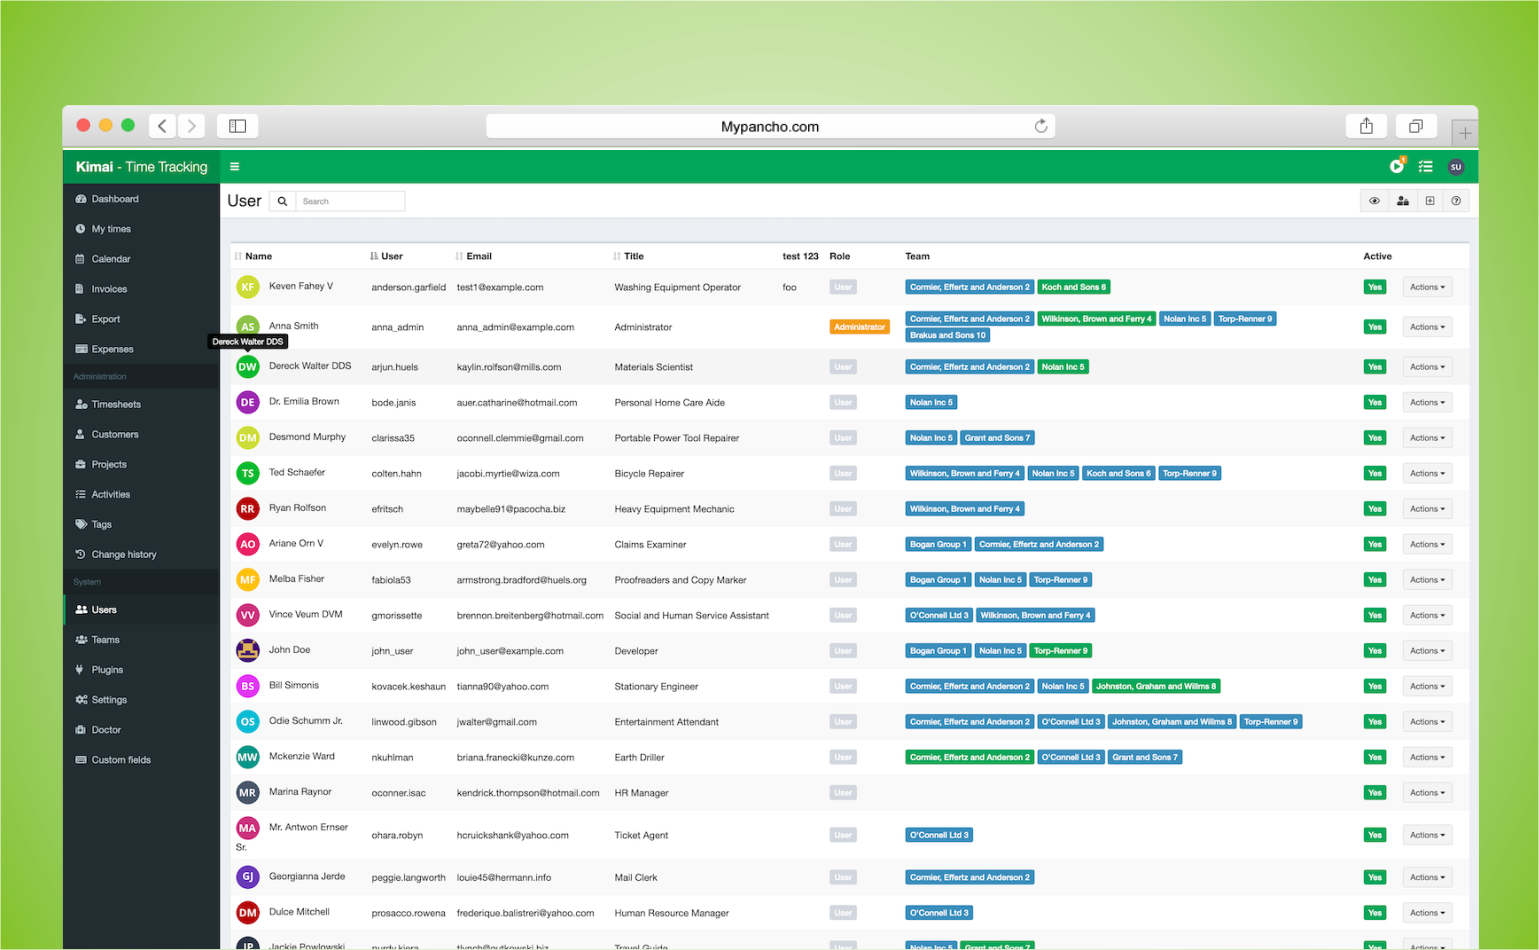 Mypancho.com
Kimai - Time Tracking
1
SU
Dashboard
My times
Calendar
Invoices
Export
Expenses
Administration
Timesheets
Customers
Projects
Activities
Tags
Change history
System
Users
Teams
Plugins
Settings
Doctor
Custom fields
User Search
Name User Email Title test 123 Role Team Active
KF Keven Fahey V anderson.garfield test1@example.com Washing Equipment Operator foo User Cormier, Effertz and Anderson 2 Koch and Sons 6 Yes Actions
AS Anna Smith anna_admin anna_admin@example.com Administrator Administrator Cormier, Effertz and Anderson 2 Wilkinson, Brown and Ferry 4 Nolan Inc 5 Torp-Renner 9 Yes Actions
Brakus and Sons 10
Dereck Walter DDS
DW Dereck Walter DDS arjun.huels kaylin.rolfson@mills.com Materials Scientist User Cormier, Effertz and Anderson 2 Nolan Inc 5 Yes Actions
DE Dr. Emilia Brown bode.janis auer.catharine@hotmail.com Personal Home Care Aide User Nolan Inc 5 Yes Actions
DM Desmond Murphy clarissa35 oconnell.clemmie@gmail.com Portable Power Tool Repairer User Nolan Inc 5 Grant and Sons 7 Yes Actions
TS Ted Schaefer colten.hahn jacobi.myrtie@wiza.com Bicycle Repairer User Wilkinson, Brown and Ferry 4 Nolan Inc 5 Koch and Sons 6 Torp-Renner 9 Yes Actions
RR Ryan Rolfson efritsch maybelle91@pacocha.biz Heavy Equipment Mechanic User Wilkinson, Brown and Ferry 4 Yes Actions
AO Ariane Orn V evelyn.rowe greta72@yahoo.com Claims Examiner User Bogan Group 1 Cormier, Effertz and Anderson 2 Yes Actions
MF Melba Fisher fabiola53 armstrong.bradford@huels.org Proofreaders and Copy Marker User Bogan Group 1 Nolan Inc 5 Torp-Renner 9 Yes Actions
VV Vince Veum DVM gmorissette brennon.breitenberg@hotmail.com Social and Human Service Assistant User O'Connell Ltd 3 Wilkinson, Brown and Ferry 4 Yes Actions
John Doe john_user john_user@example.com Developer User Bogan Group 1 Nolan Inc 5 Torp-Renner 9 Yes Actions
BS Bill Simonis kovacek.keshaun tianna90@yahoo.com Stationary Engineer User Cormier, Effertz and Anderson 2 Nolan Inc 5 Johnston, Graham and Willms 8 Yes Actions
OS Odie Schumm Jr. linwood.gibson jwalter@gmail.com Entertainment Attendant User Cormier, Effertz and Anderson 2 O'Connell Ltd 3 Johnston, Graham and Willms 8 Torp-Renner 9 Yes Actions
MW Mckenzie Ward nkuhlman briana.franecki@kunze.com Earth Driller User Cormier, Effertz and Anderson 2 O'Connell Ltd 3 Grant and Sons 7 Yes Actions
MR Marina Raynor oconner.isac kendrick.thompson@hotmail.com HR Manager User Yes Actions
MA Mr. Antwon Ernser ohara.robyn hcruickshank@yahoo.com Ticket Agent User O'Connell Ltd 3 Yes Actions
Sr.
GJ Georgianna Jerde peggie.langworth louie45@hermann.info Mail Clerk User Cormier, Effertz and Anderson 2 Yes Actions
DM Dulce Mitchell prosacco.rowena frederique.balistreri@yahoo.com Human Resource Manager User O'Connell Ltd 3 Yes Actions
JP Jackie Powlowski purdy.kiera Travel Guide User Nolan Inc 5 Grant and Sons 7 Yes Actions